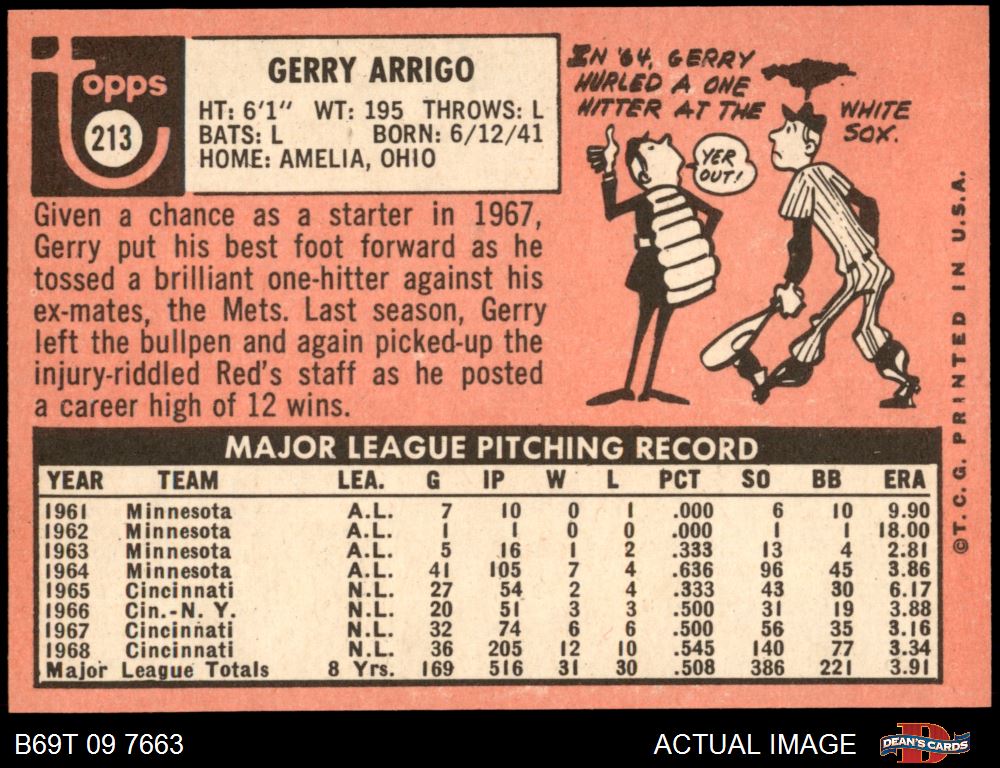 Topps
213
GERRY ARRIGO
HT: 6'1" WT: 195 THROWS: L
BATS: L BORN: 6/12/41
HOME: AMELIA, OHIO
Given a chance as a starter in 1967,
Gerry put his best foot forward as he
tossed a brilliant one-hitter against his
ex-mates, the Mets. Last season, Gerry
left the bullpen and again picked-up the
injury-riddled Red's staff as he posted
a career high of 12 wins.
IN '64, GERRY
HURLED A ONE
HITTER AT THE WHITE
SOX.
YER
OUT!
MAJOR LEAGUE PITCHING RECORD
YEAR TEAM LEA. G IP W L PCT SO BB ERA
1961 Minnesota A.L. 7 10 0 1 .000 6 10 9.90
1962 Minnesota A.L. 1 1 0 0 .000 1 1 18.00
1963 Minnesota A.L. 5 16 1 2 .333 13 4 2.81
1964 Minnesota A.L. 41 105 7 4 .636 96 45 3.86
1965 Cincinnati N.L. 27 54 2 4 .333 43 30 6.17
1966 Cin.-N. Y. N.L. 20 51 3 3 .500 31 19 3.88
1967 Cincinnati N.L. 32 74 6 6 .500 56 35 3.16
1968 Cincinnati N.L. 36 205 12 10 .545 140 77 3.34
Major League Totals 8 Yrs. 169 516 31 30 .508 386 221 3.91
©T. C. G. PRINTED IN U.S.A.
B69T 09 7663
ACTUAL IMAGE
DEAN'S CARDS